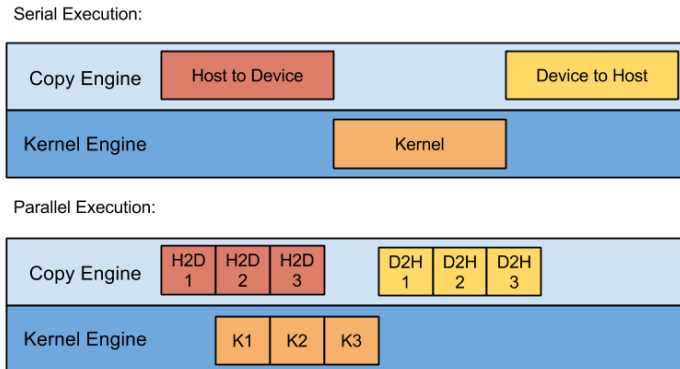 Serial Execution:
Copy Engine
Host to Device
Device to Host
Kernel Engine
Kernel
Parallel Execution:
Copy Engine
H2D
1
H2D
2
H2D
3
D2H
1
D2H
2
D2H
3
Kernel Engine
K1
K2
K3